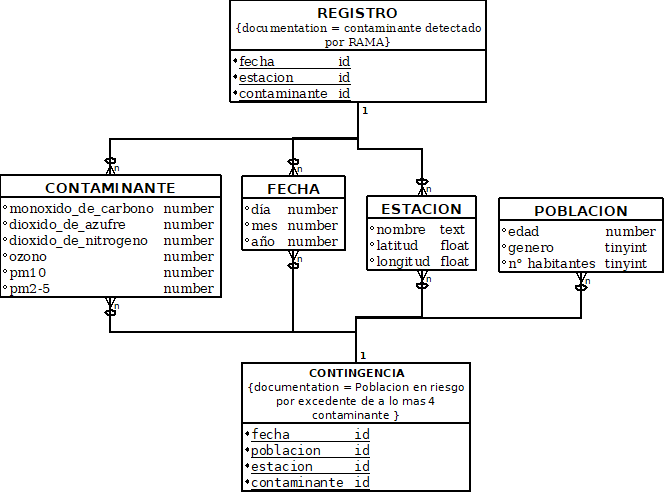 REGISTRO
{documentation = contaminante detectado
por RAMA}
fecha id
estacion id
contaminante id
1
n
n
n
CONTAMINANTE
monoxido_de_carbono number
dioxido_de_azufre number
dioxido_de_nitrogeno number
ozono number
pm10 number
pm2-5 number
FECHA
día number
mes number
año number
ESTACION
nombre text
latitud float
longitud float
POBLACION
edad number
genero tinyint
n° habitantes tinyint
n
n
n
n
1
CONTINGENCIA
{documentation = Poblacion en riesgo
por excedente de a lo mas 4
contaminante }
fecha id
poblacion id
estacion id
contaminante id